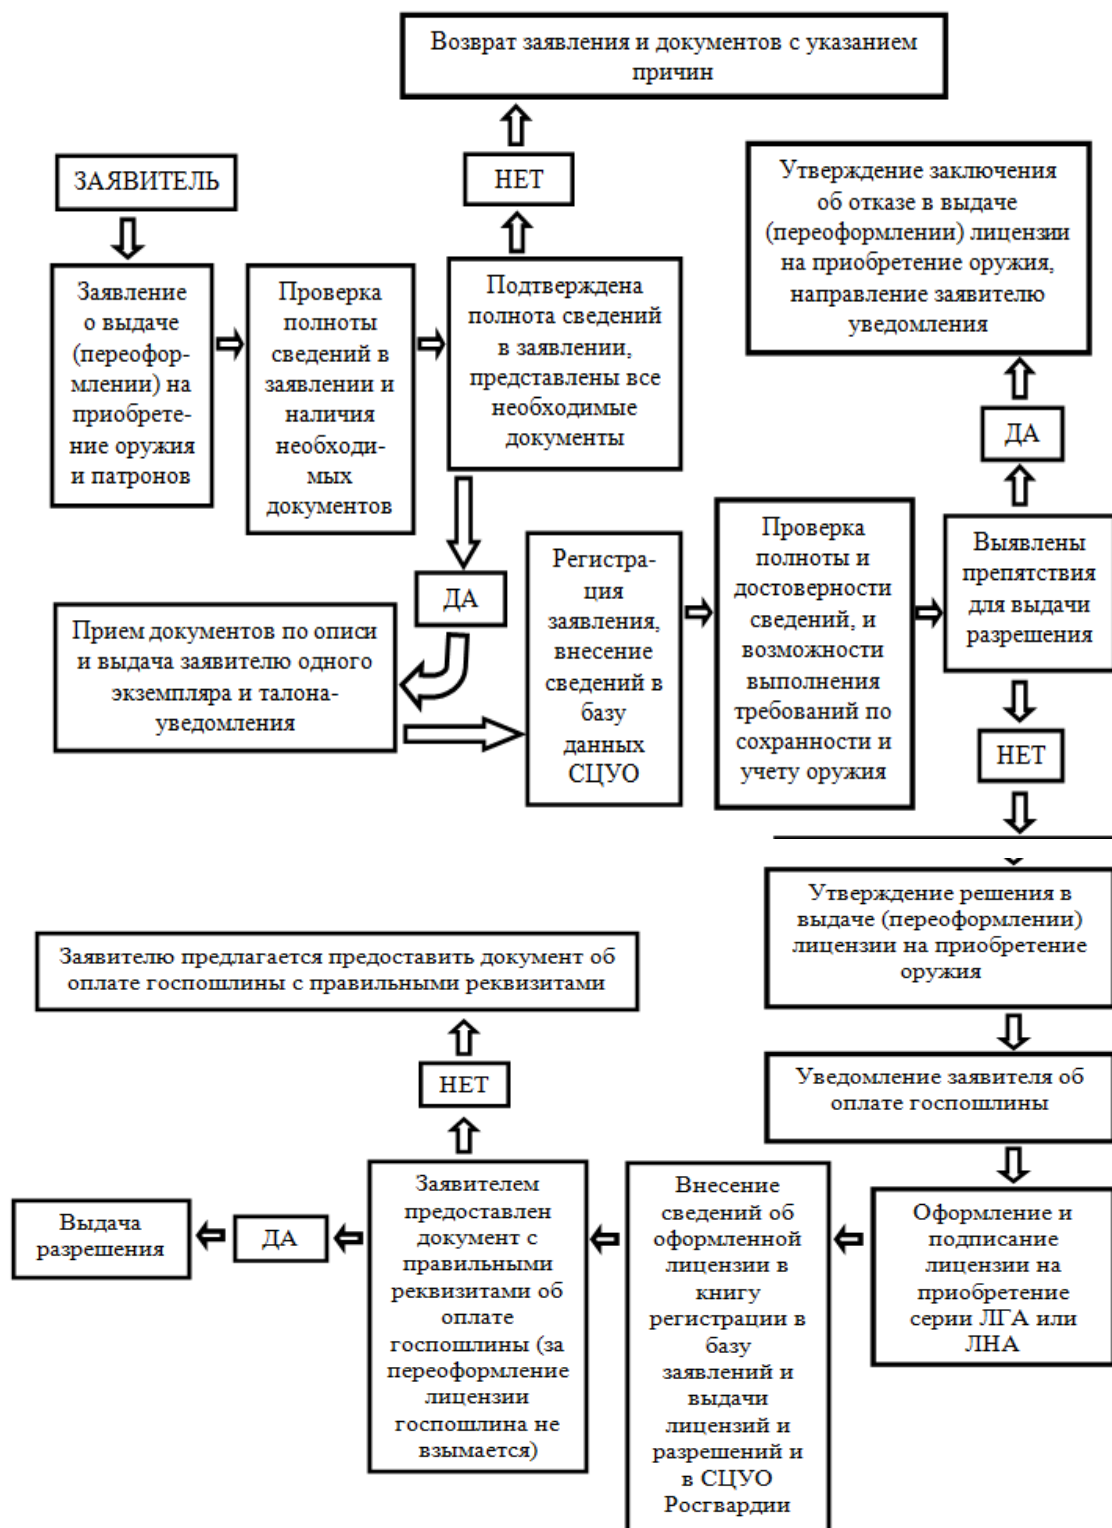 Возврат заявления и документов с указанием
причин
НЕТ
ЗАЯВИТЕЛЬ
Заявление
о выдаче
(переофор-
млении) на
приобрете-
ние оружия
и патронов
Проверка
полноты
сведений в
заявлении и
наличия
необходи-
мых
документов
Подтверждена
полнота сведений
в заявлении,
представлены все
необходимые
документы
Утверждение заключения
об отказе в выдаче
(переоформлении) лицензии
на приобретение оружия,
направление заявителю
уведомления
ДА
ДА
Прием документов по описи
и выдача заявителю одного
экземпляра и талона-
уведомления
Регистра-
ция
заявления,
внесение
сведений в
базу
данных
СЦУО
Проверка
полноты и
достоверности
сведений, и
возможности
выполнения
требований по
сохранности и
учету оружия
Выявлены
препятствия
для выдачи
разрешения
НЕТ
Утверждение решения в
выдаче (переоформлении)
лицензии на приобретение
оружия
Уведомление заявителя об
оплате госпошлины
Оформление и
подписание
лицензии на
приобретение
серии ЛГА или
ЛНА
Внесение
сведений об
оформленной
лицензии в
книгу
регистрации в
базу
заявлений и
выдачи
лицензий и
разрешений и
в СЦУО
Росгвардии
Заявителем
предоставлен
документ с
правильными
реквизитами об
оплате
госпошлины (за
переоформление
лицензии
госпошлина не
взымается)
НЕТ
Заявителю предлагается предоставить документ об
оплате госпошлины с правильными реквизитами
ДА
Выдача
разрешения